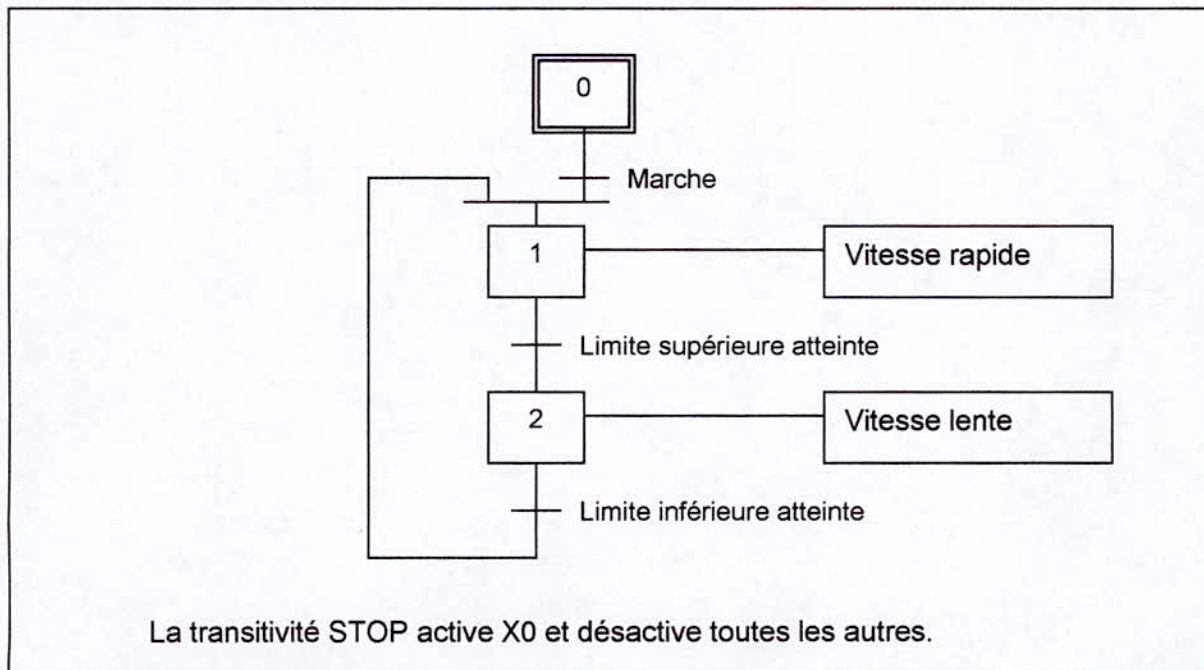 0
Marche
1
Vitesse rapide
Limite supérieure atteinte
2
Vitesse lente
Limite inférieure atteinte
La transitivité STOP active X0 et désactive toutes les autres.